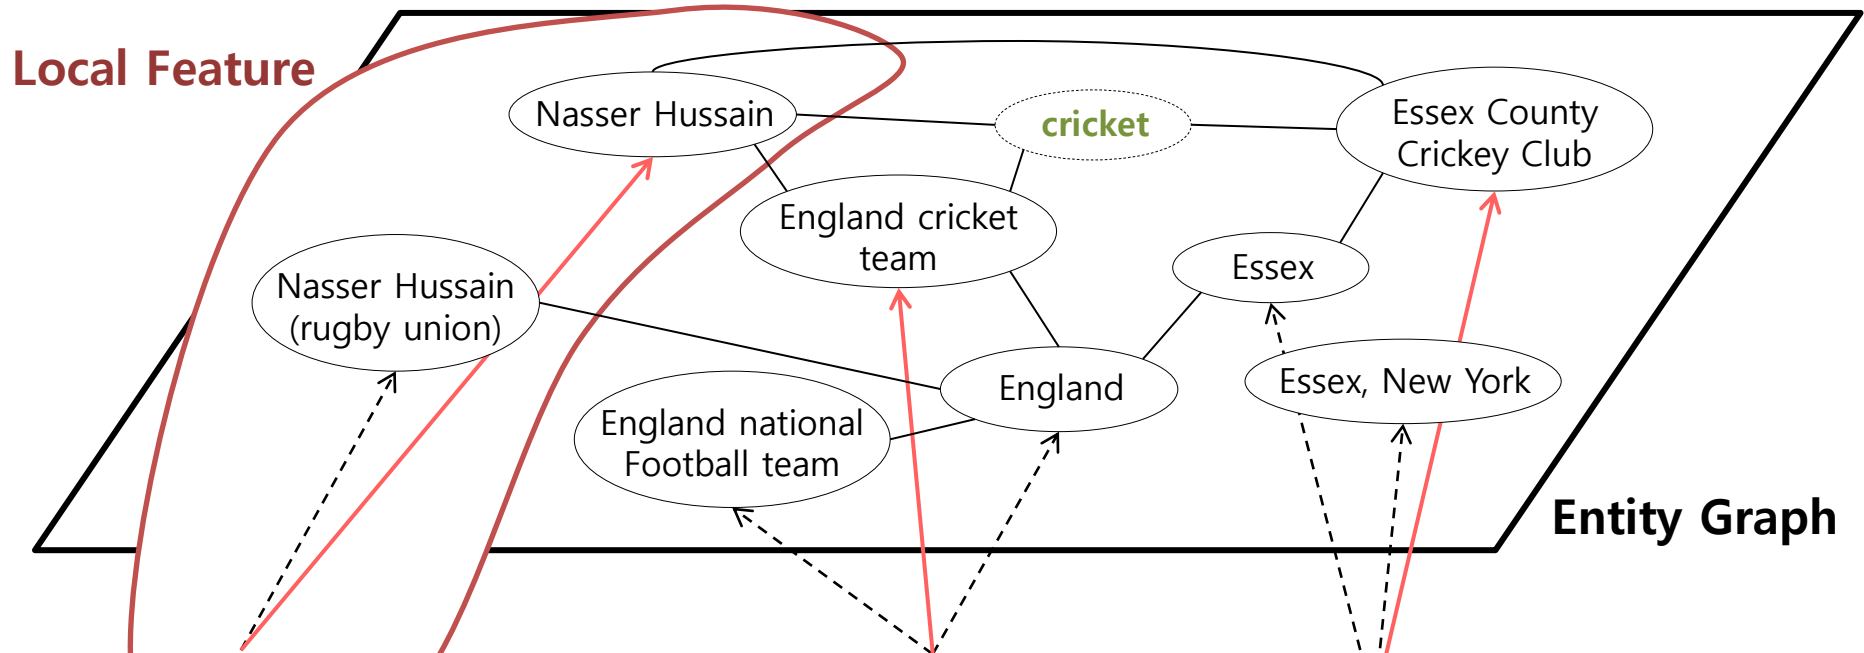 Local Feature
Nasser Hussain
cricket
Essex County
Crickey Club
England cricket
team
Essex
Nasser Hussain
(rugby union)
England
Essex, New York
England national
Football team
Entity Graph